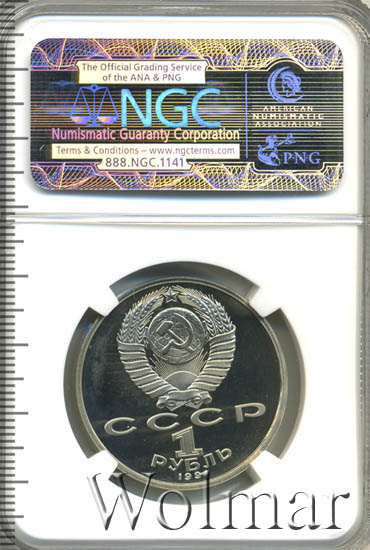 The Official Grading Service
of the ANA & PNG
NGC
Numismatic Guaranty Corporation
Terms & Conditions – www.ngcterms.com
888.NGC.1141
AMERICAN
NUMISMATIC
ASSOCIATION
PNG
СССР
1
РУБЛЬ
Wolmar